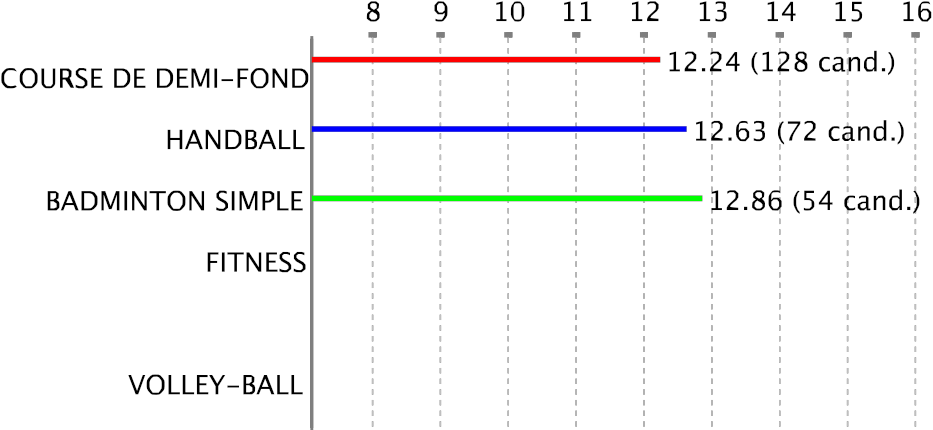 8 9 10 11 12 13 14 15 16
COURSE DE DEMI-FOND 12.24 (128 cand.)
HANDBALL 12.63 (72 cand.)
BADMINTON SIMPLE 12.86 (54 cand.)
FITNESS
VOLLEY-BALL